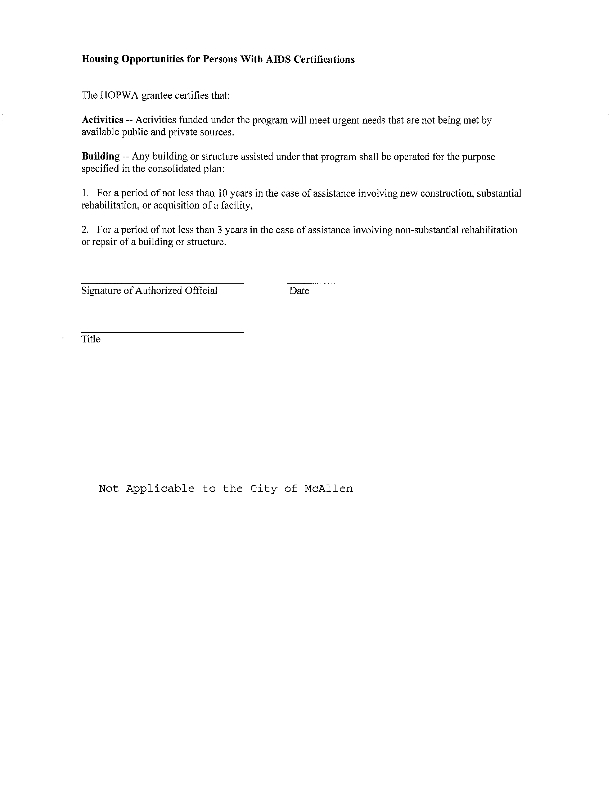 Housing Opportunities for Persons With AIDS Certifications
The HOPWA grantee certifies that:
Activities -- Activities funded under the program will meet urgent needs that are not being met by
available public and private sources.
Building -- Any building or structure assisted under that program shall be operated for the purpose
specified in the consolidated plan:
1. For a period of not less than 10 years in the case of assistance involving new construction, substantial
rehabilitation, or acquisition of a facility,
2. For a period of not less than 3 years in the case of assistance involving non-substantial rehabilitation
or repair of a building or structure.
Signature of Authorized Official Date
Title
Not Applicable to the City of McAllen